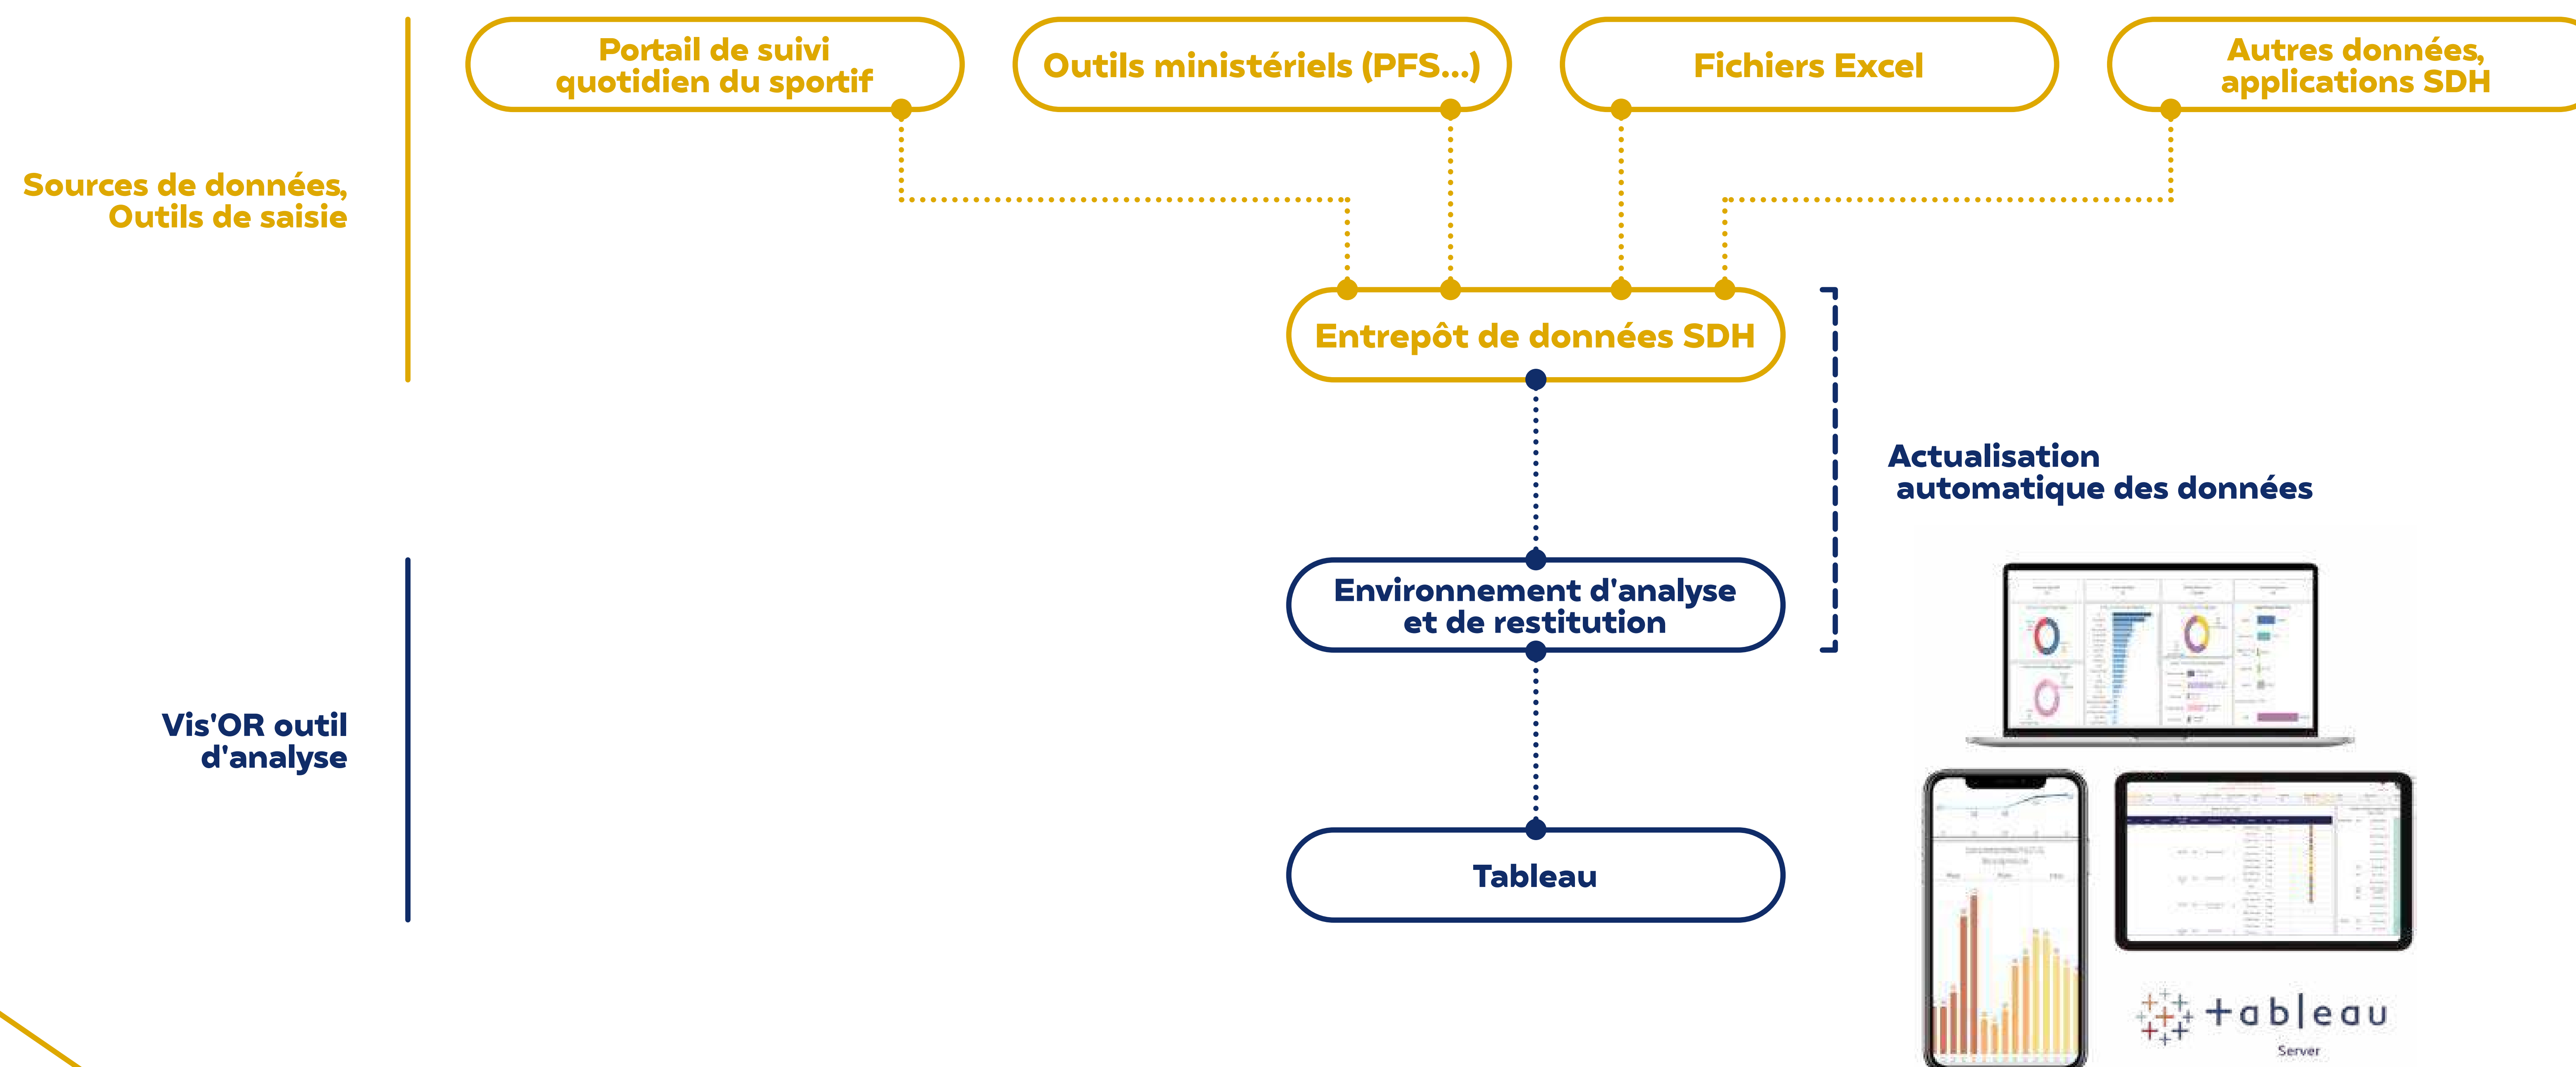 Portail de suivi
quotidien du sportif
Outils ministériels (PFS...)
Fichiers Excel
Autres données,
applications SDH
Sources de données,
Outils de saisie
Entrepôt de données SDH
Actualisation
automatique des données
Environnement d'analyse
et de restitution
Vis'OR outil
d'analyse
Tableau
+ableau
Server